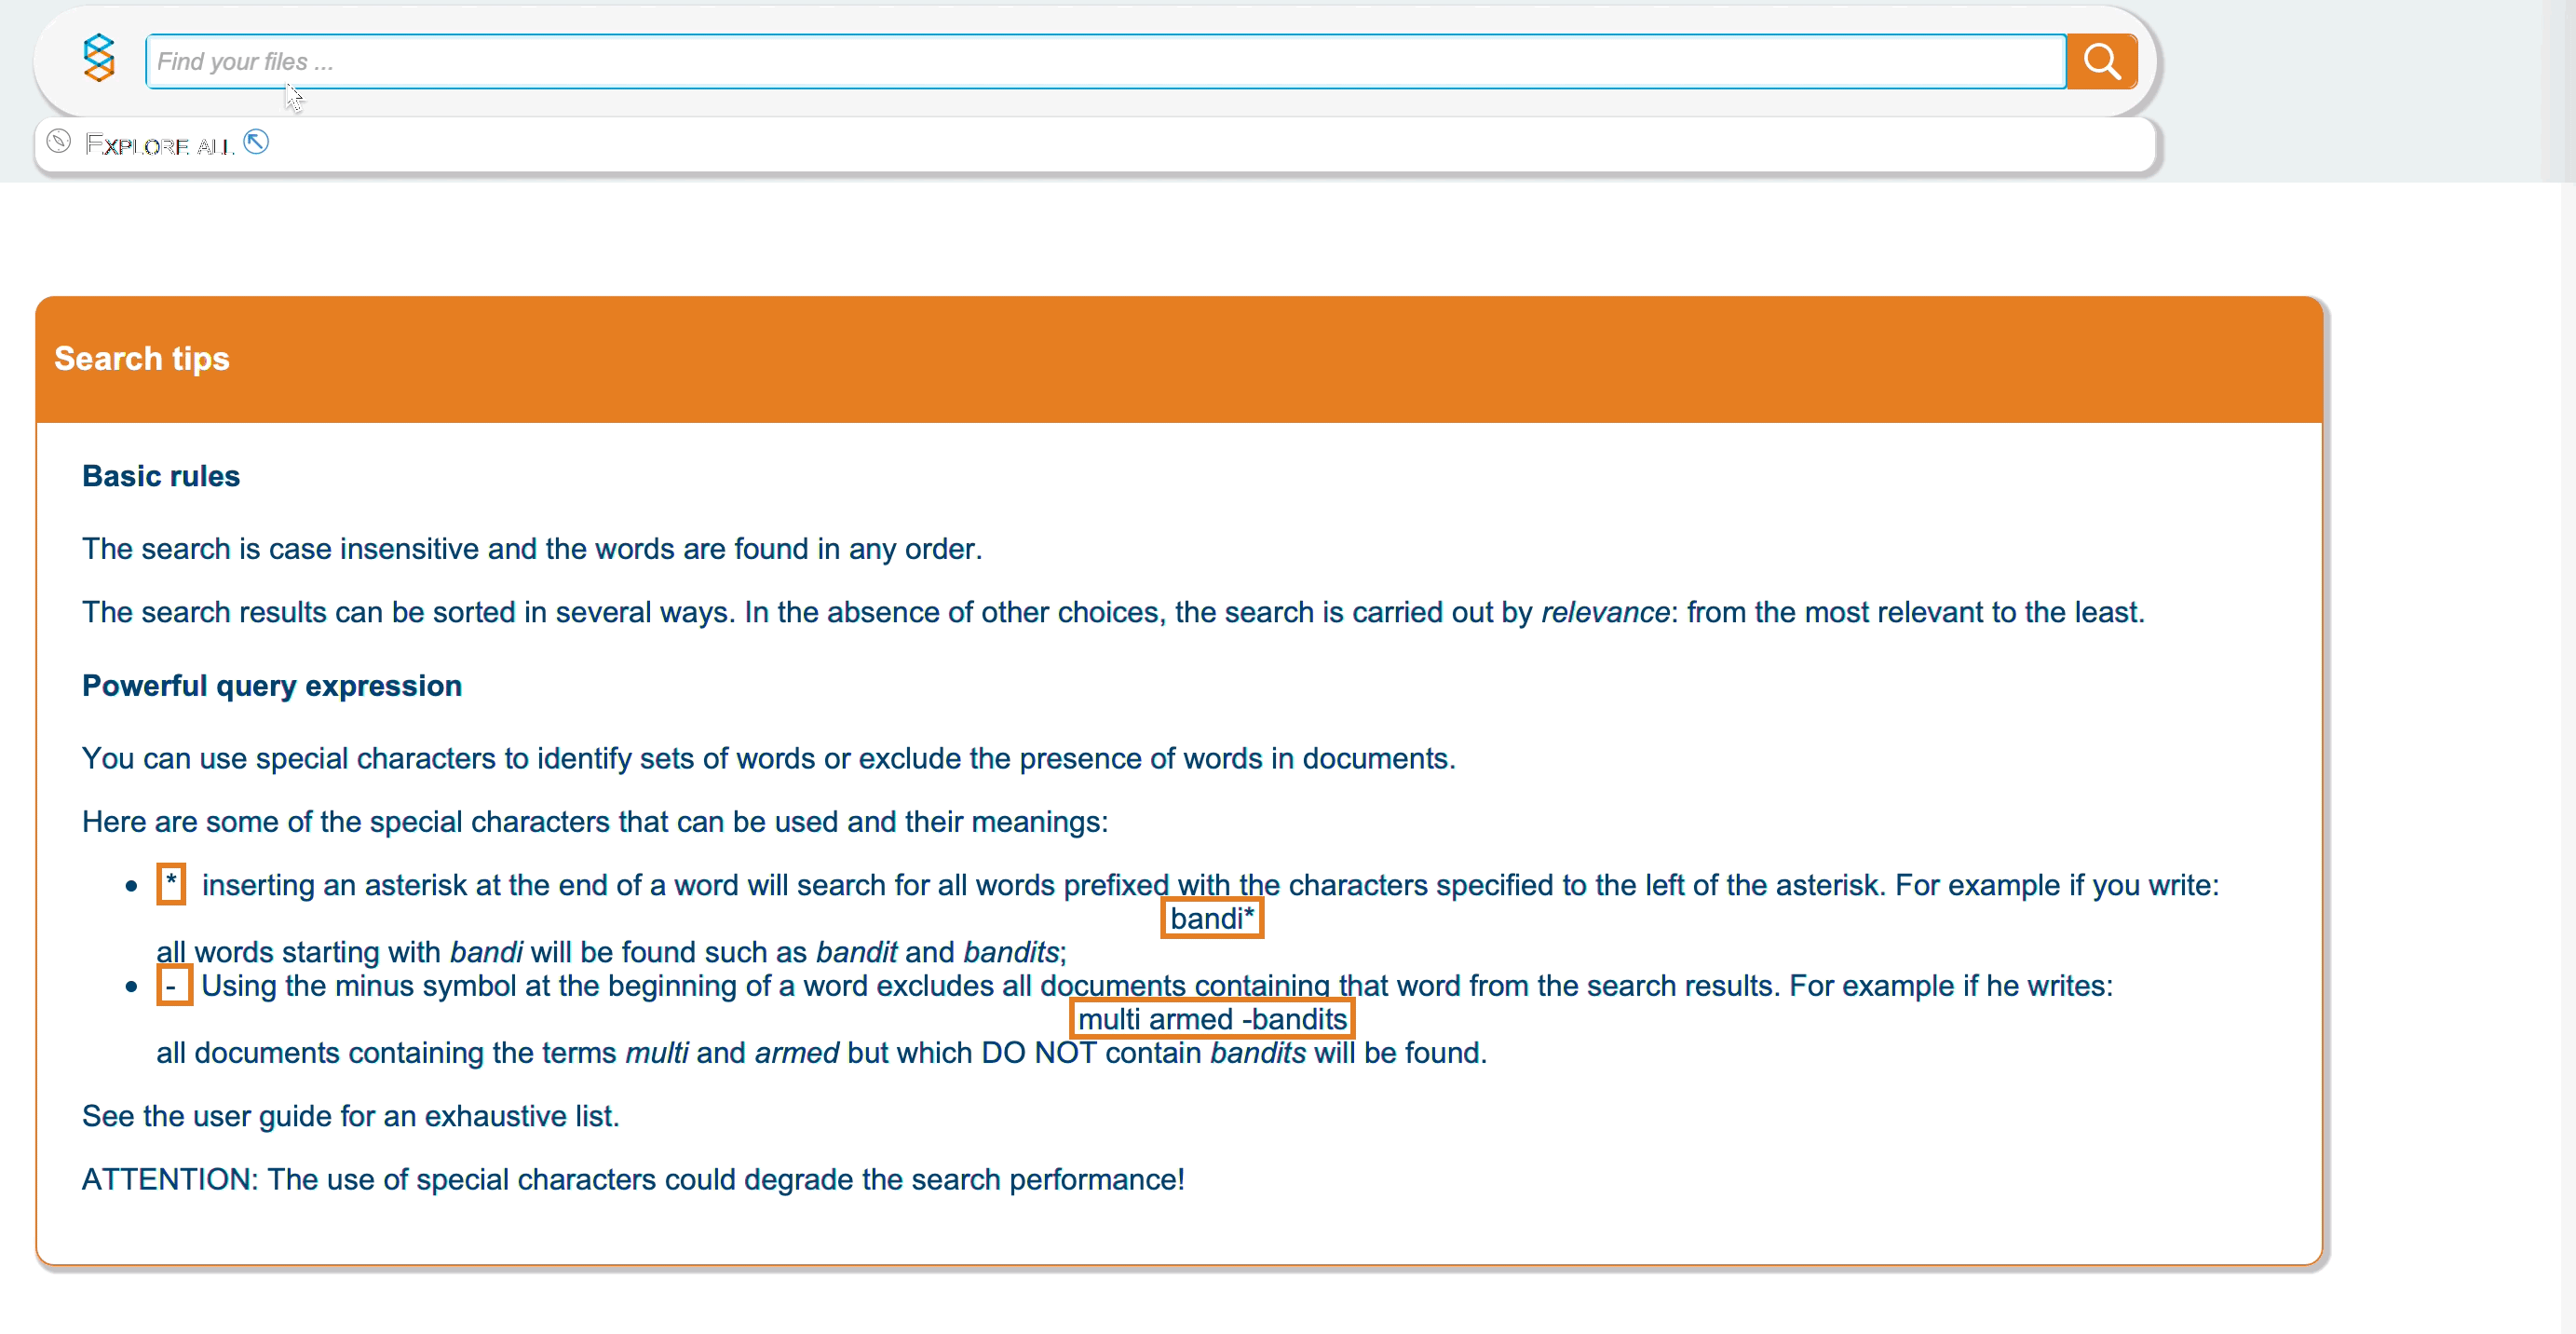 Find your files ...
EXPLORE ALL
Search tips
Basic rules
The search is case insensitive and the words are found in any order.
The search results can be sorted in several ways. In the absence of other choices, the search is carried out by relevance: from the most relevant to the least.
Powerful query expression
You can use special characters to identify sets of words or exclude the presence of words in documents.
Here are some of the special characters that can be used and their meanings:
• * inserting an asterisk at the end of a word will search for all words prefixed with the characters specified to the left of the asterisk. For example if you write:
bandi*
all words starting with bandi will be found such as bandit and bandits;
• - Using the minus symbol at the beginning of a word excludes all documents containing that word from the search results. For example if he writes:
multi armed -bandits
all documents containing the terms multi and armed but which DO NOT contain bandits will be found.
See the user guide for an exhaustive list.
ATTENTION: The use of special characters could degrade the search performance!